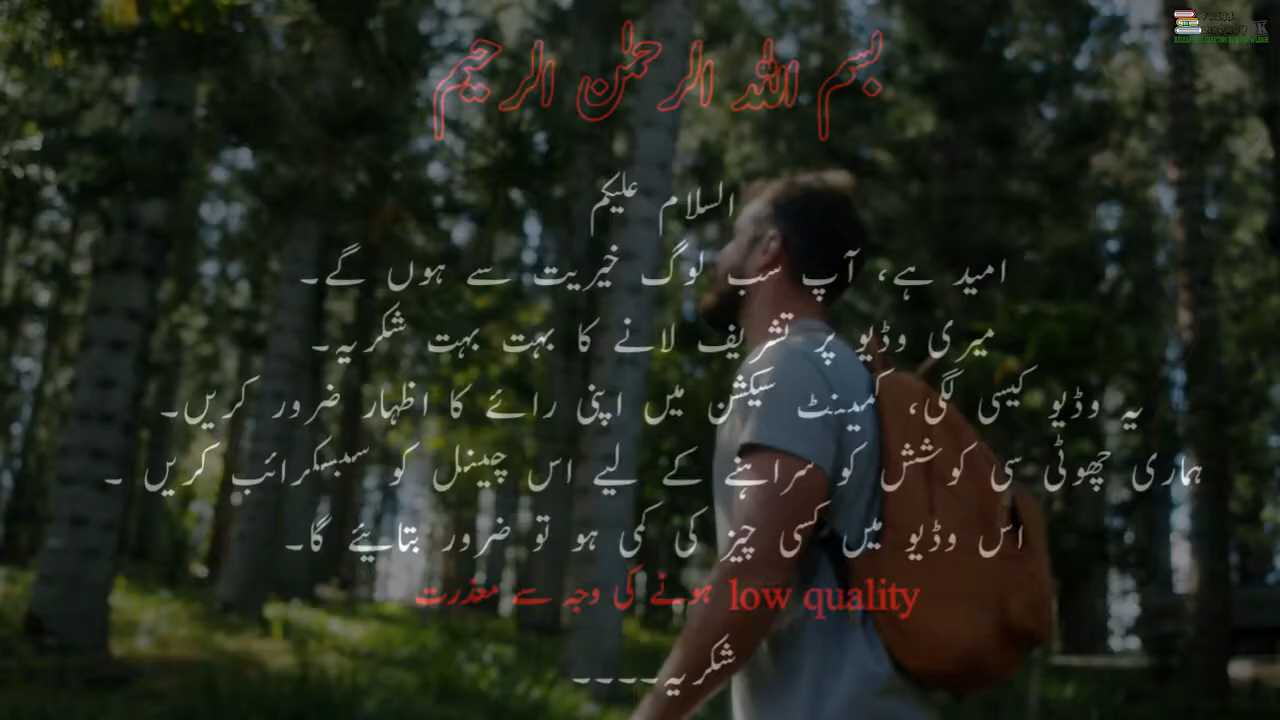 بسم اللہ الرحمٰن الرحیم
السلام علیکم
امید ہے، آپ سب لوگ خیریت سے ہوں گے۔
میری وڈیو پر تشریف لانے کا بہت بہت شکریہ۔
یہ وڈیو کیسی لگی، کمینٹ سیکشن میں اپنی رائے کا اظہار ضرور کریں۔
ہماری چھوٹی سی کوشش کو سراہنے کے لیے اس چینل کو سبسکرائب کریں ۔
اس وڈیو میں کسی چیز کی کمی ہو تو ضرور بتایئے گا۔
low quality ہونے کی وجہ سے معذرت
شکریہ۔۔۔۔